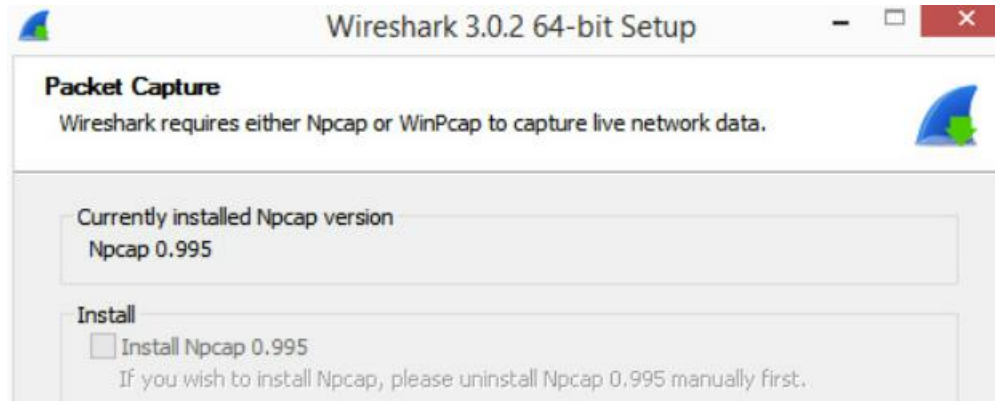 Wireshark 3.0.2 64-bit Setup
Packet Capture
Wireshark requires either Npcap or WinPcap to capture live network data.
Currently installed Npcap version
Npcap 0.995
Install
Install Npcap 0.995
If you wish to install Npcap, please uninstall Npcap 0.995 manually first.